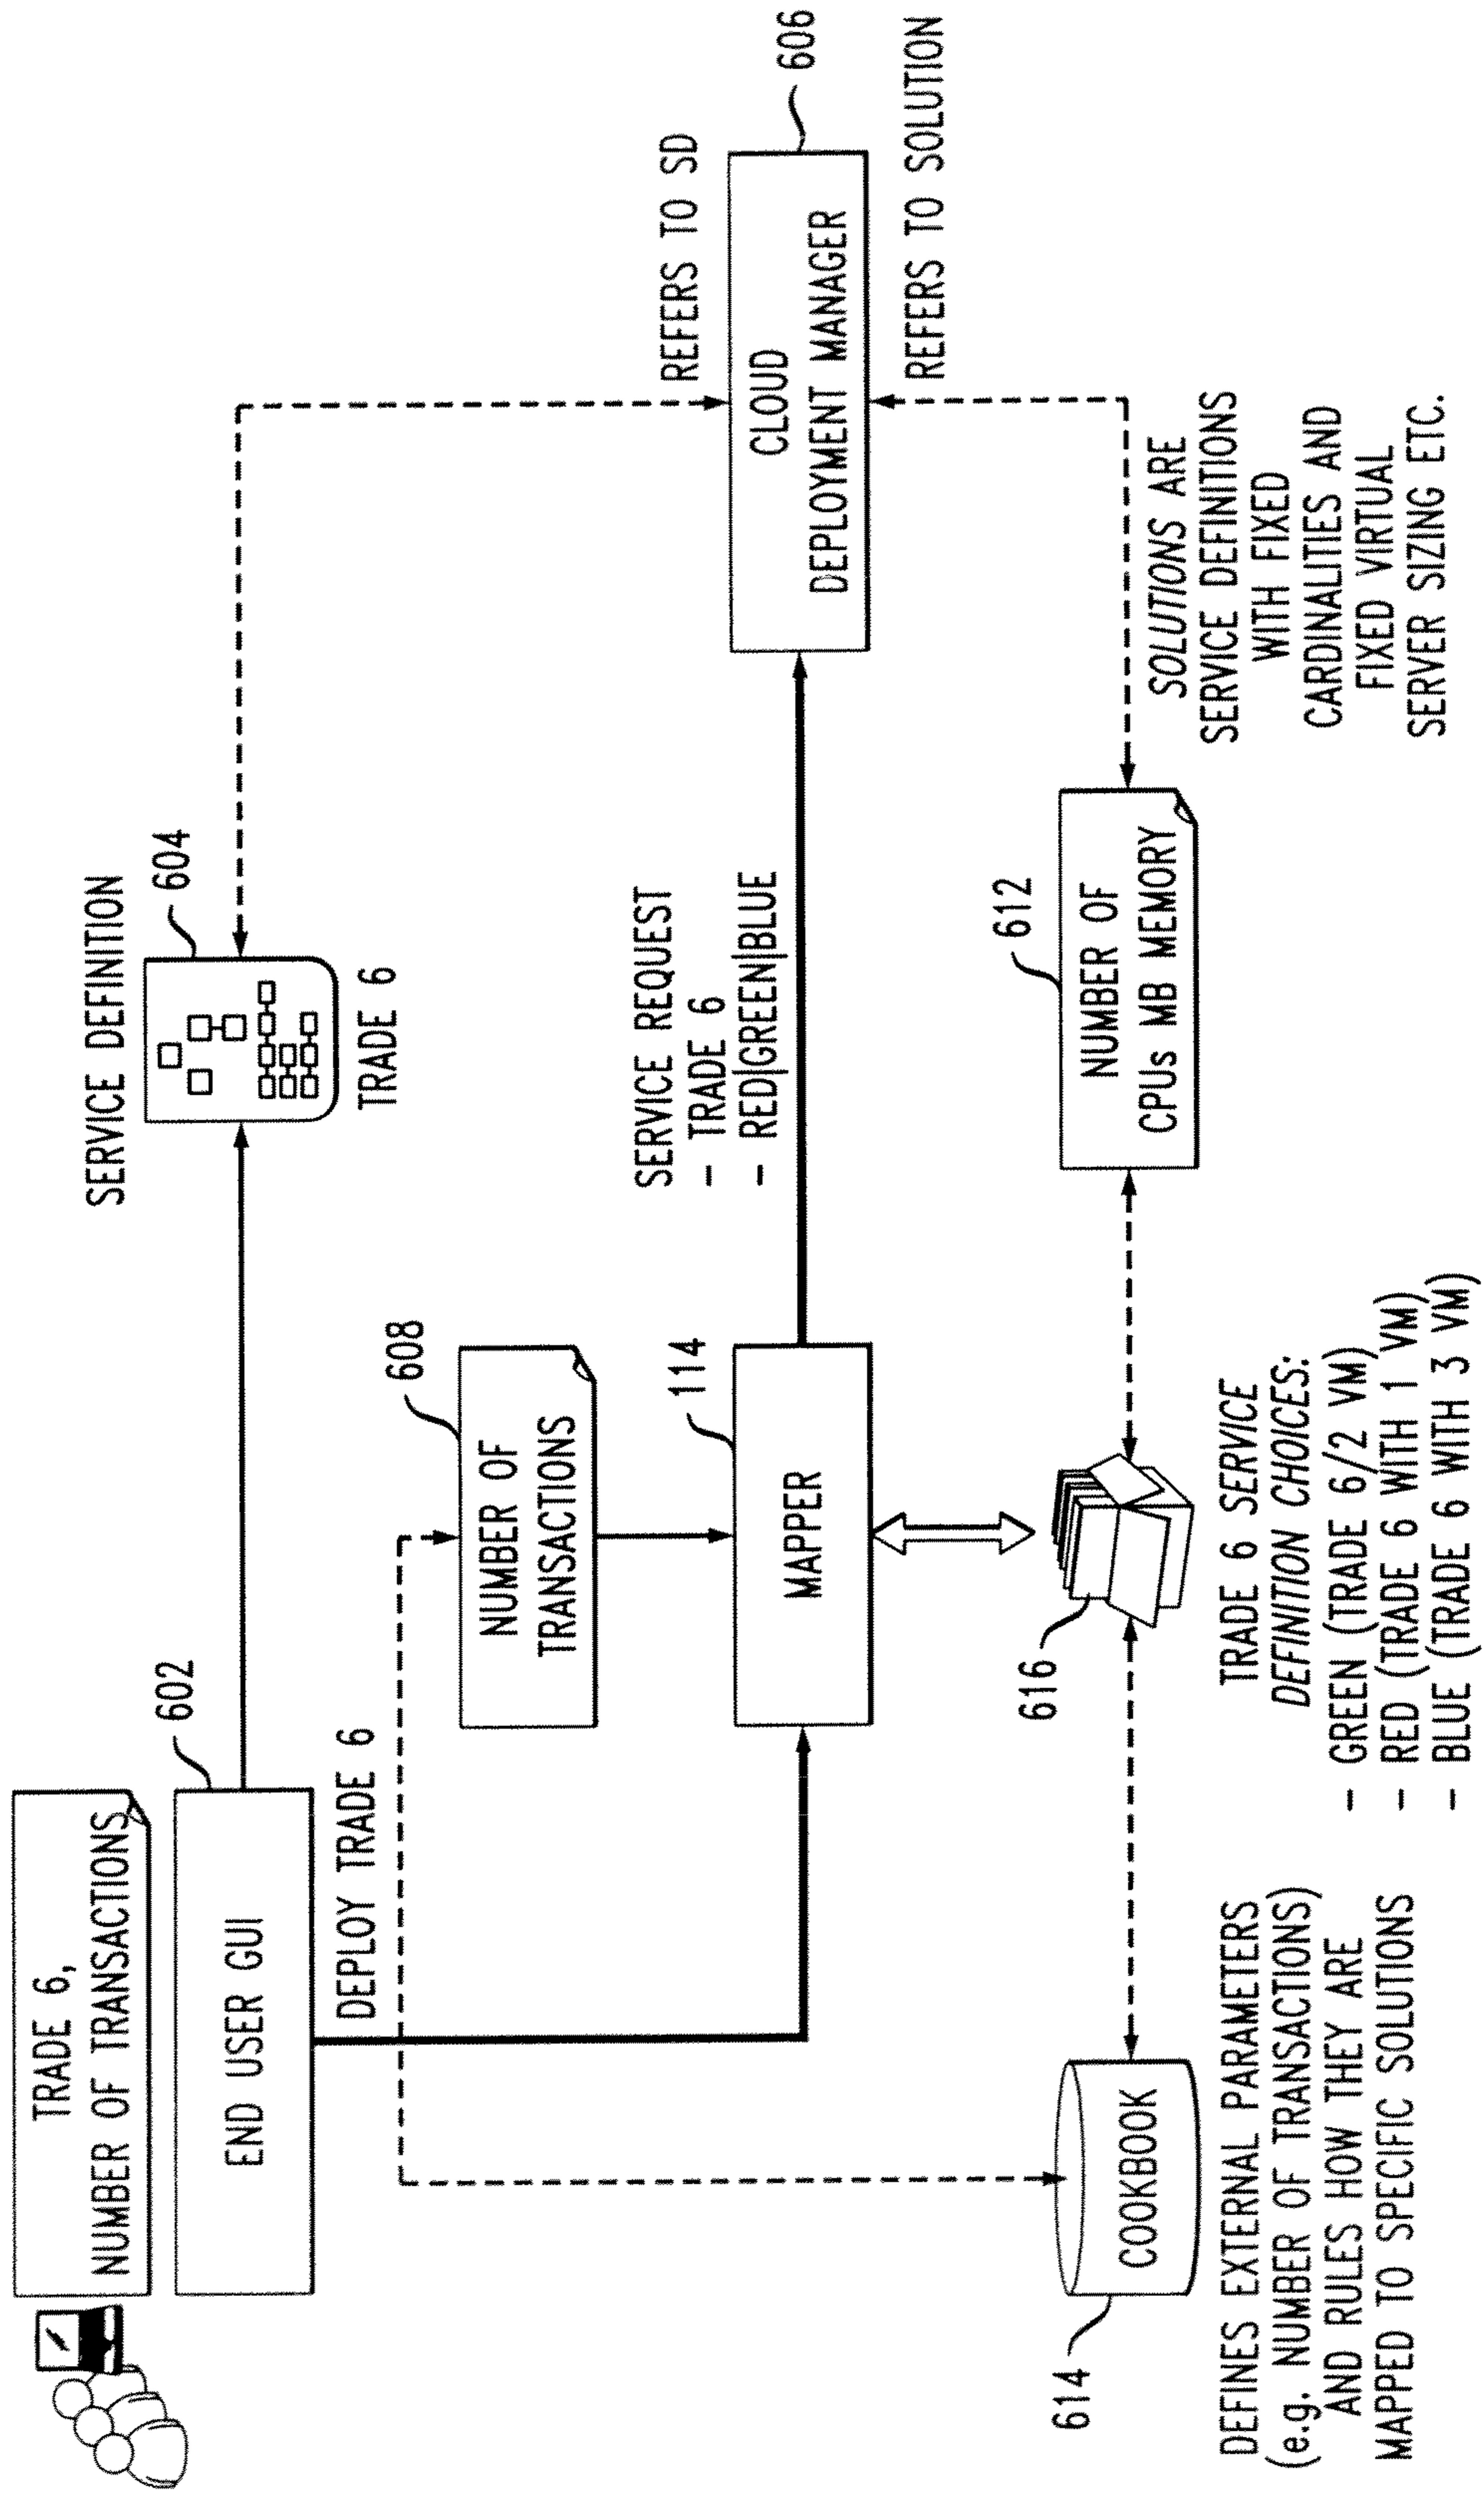 TRADE 6,
NUMBER OF TRANSACTIONS
END USER GUI
602
DEPLOY TRADE 6
SERVICE DEFINITION
604
TRADE 6
608
NUMBER OF
TRANSACTIONS
114
MAPPER
SERVICE REQUEST
- TRADE 6
- RED|GREEN|BLUE
REFERS TO SD
606
CLOUD
DEPLOYMENT MANAGER
REFERS TO SOLUTION
614
COOKBOOK
DEFINES EXTERNAL PARAMETERS
(e.g. NUMBER OF TRANSACTIONS)
AND RULES HOW THEY ARE
MAPPED TO SPECIFIC SOLUTIONS
616
TRADE 6 SERVICE
DEFINITION CHOICES:
- GREEN (TRADE 6/2 VM)
- RED (TRADE 6 WITH 1 VM)
- BLUE (TRADE 6 WITH 3 VM)
612
NUMBER OF
CPUs MB MEMORY
SOLUTIONS ARE
SERVICE DEFINITIONS
WITH FIXED
CARDINALITIES AND
FIXED VIRTUAL
SERVER SIZING ETC.